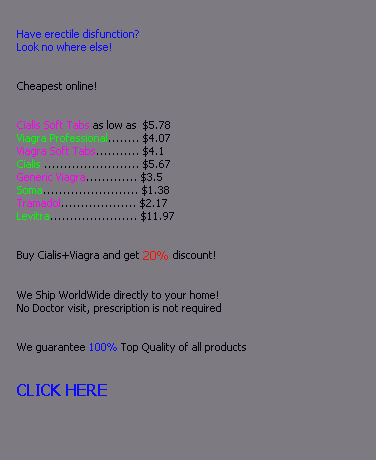 Have erectile disfunction?
Look no where else!
Cheapest online!
Cialis Soft Tabs as low as $5.78
Viagra Professional........ $4.07
Viagra Soft Tabs........... $4.1
Cialis......................... $5.67
Generic Viagra............. $3.5
Soma........................ $1.38
Tramadol................... $2.17
Levitra...................... $11.97
Buy Cialis+Viagra and get 20% discount!
We Ship WorldWide directly to your home!
No Doctor visit, prescription is not required
We guarantee 100% Top Quality of all products
CLICK HERE